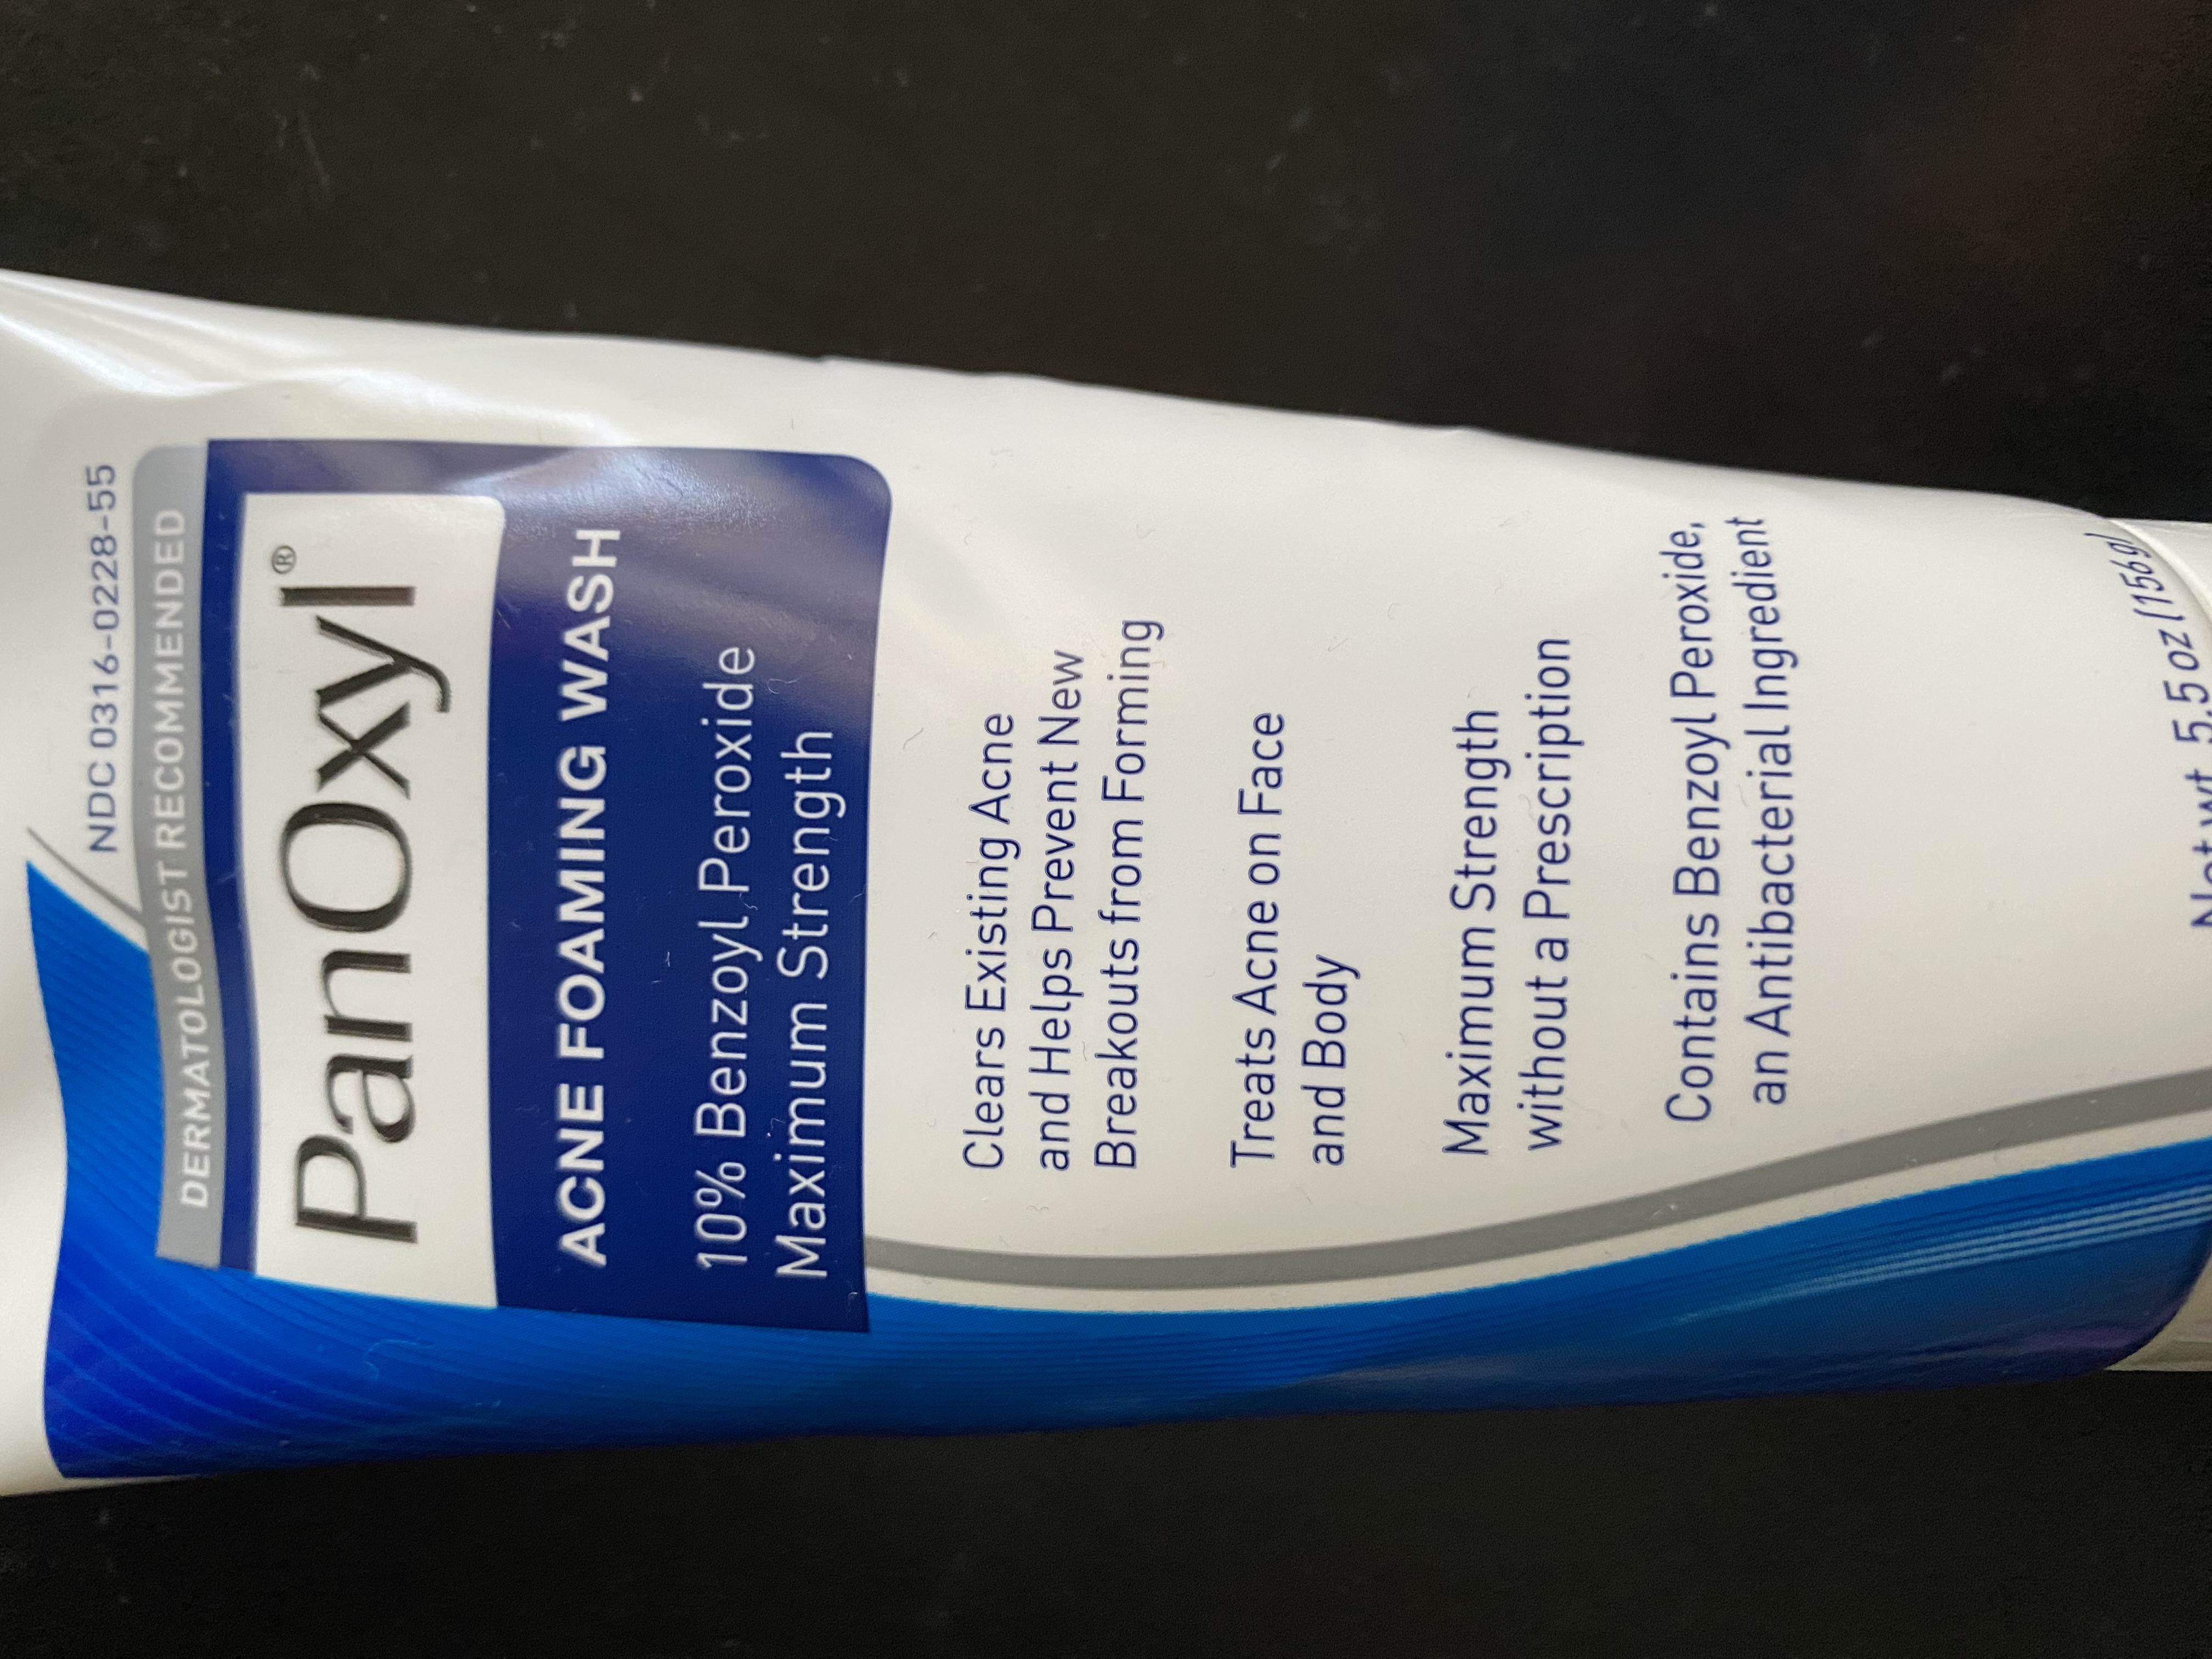 NDC 0316-0228-55
DERMATOLOGIST RECOMMENDED
PanOxyl®
ACNE FOAMING WASH
10% Benzoyl Peroxide
Maximum Strength
Clears Existing Acne
and Helps Prevent New
Breakouts from Forming
Treats Acne on Face
and Body
Maximum Strength
without a Prescription
Contains Benzoyl Peroxide,
an Antibacterial Ingredient
Net wt. 5.5 oz (156 g)